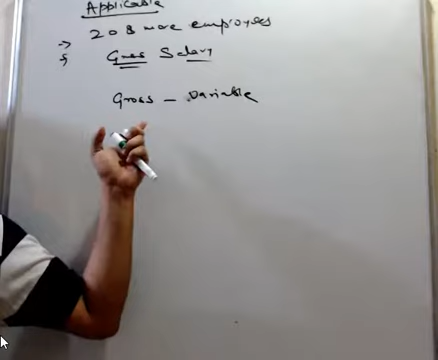 Applicable
20 & more employees
→ Gross Salary
Gross - Variable